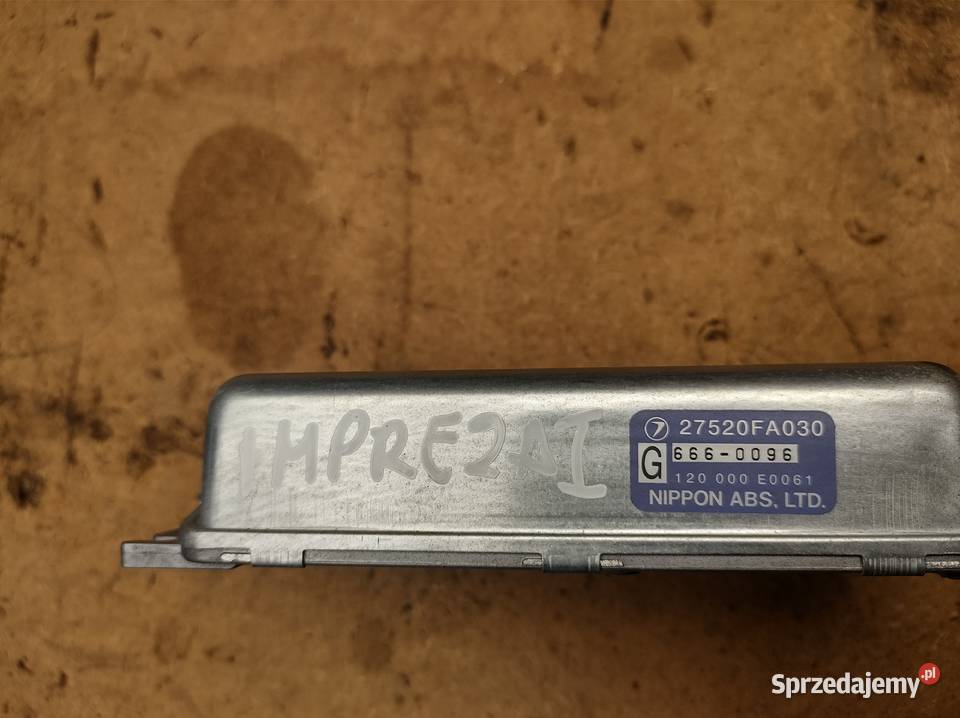 IMPREZA I
27520FA030
G 666-0096
120 000 E0061
NIPPON ABS, LTD.
Sprzedajemy.pl